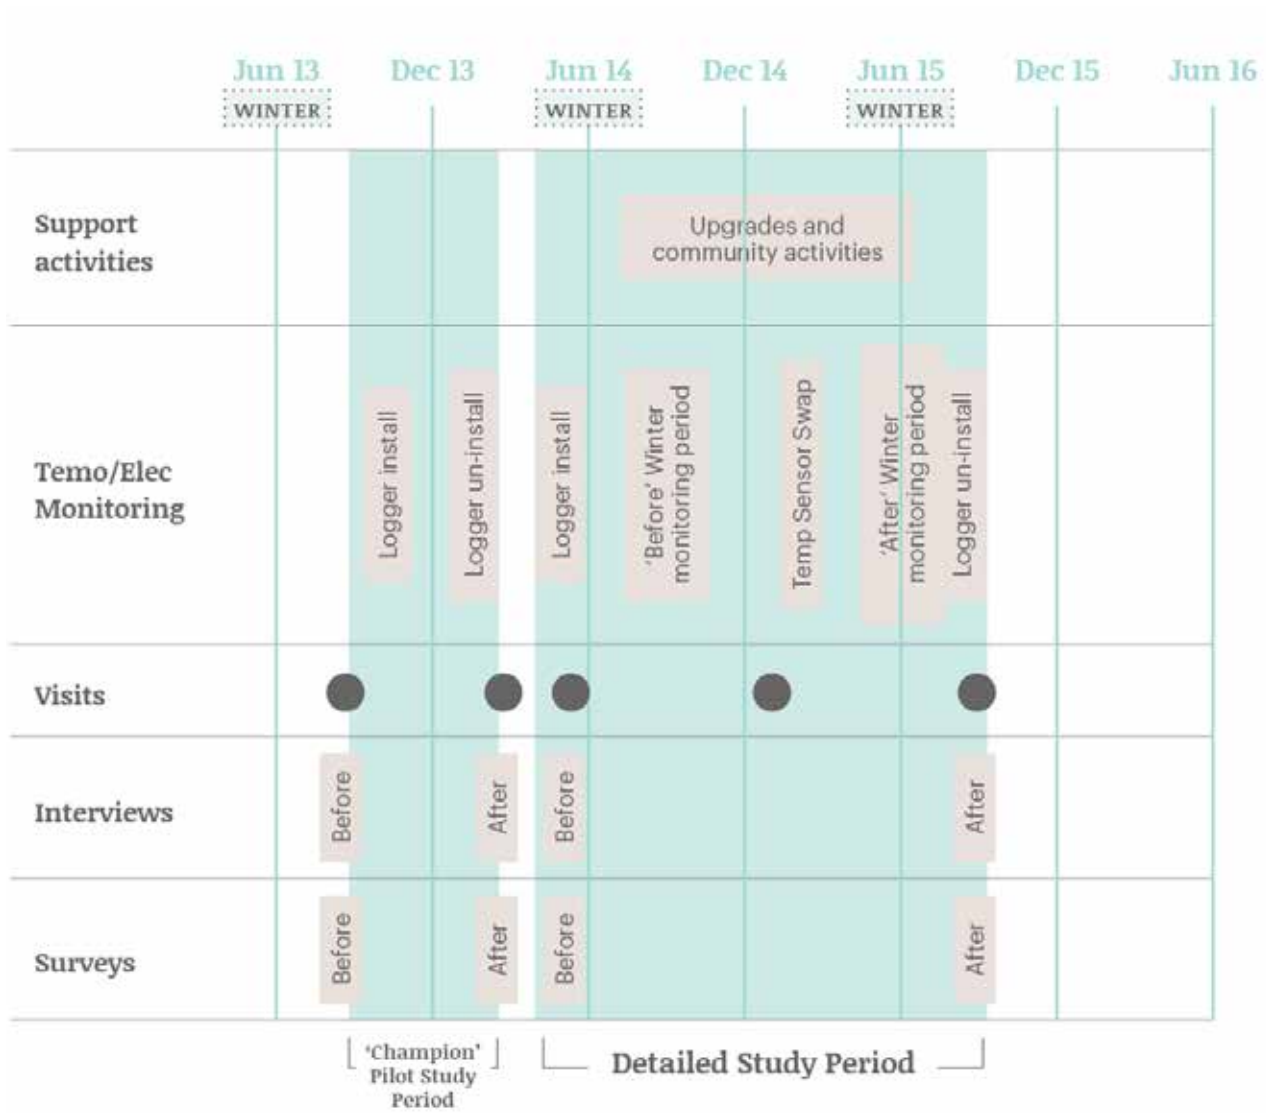 Jun 13 Dec 13 Jun 14 Dec 14 Jun 15 Dec 15 Jun 16
WINTER WINTER WINTER
Support
activities
Upgrades and
community activities
Temo/Elec
Monitoring
Logger install
Logger un-install
Logger install
‘Before’ Winter
monitoring period
Temp Sensor Swap
‘After’ Winter
monitoring period
Logger un-install
Visits
Interviews
Before
After
Before
After
Surveys
Before
After
Before
After
‘Champion’
Pilot Study
Period
Detailed Study Period